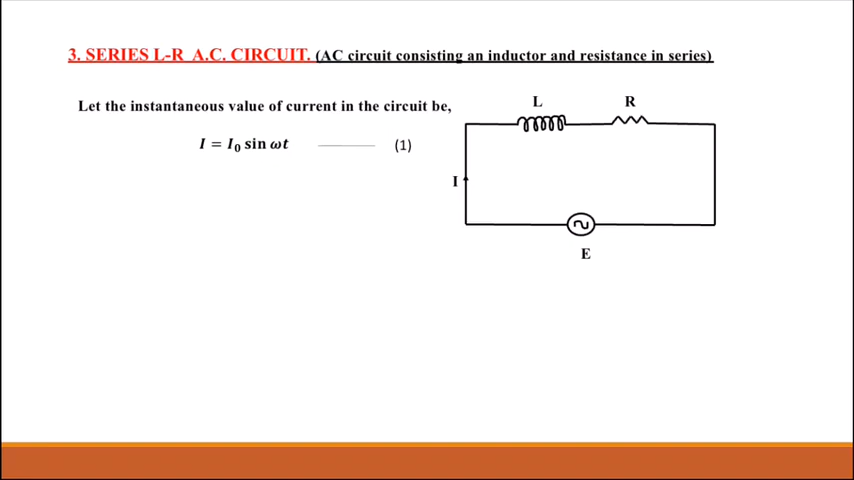 3. SERIES L-R A.C. CIRCUIT. (AC circuit consisting an inductor and resistance in series)
Let the instantaneous value of current in the circuit be,
I = I₀ sin ωt ———— (1)
L R
I
E